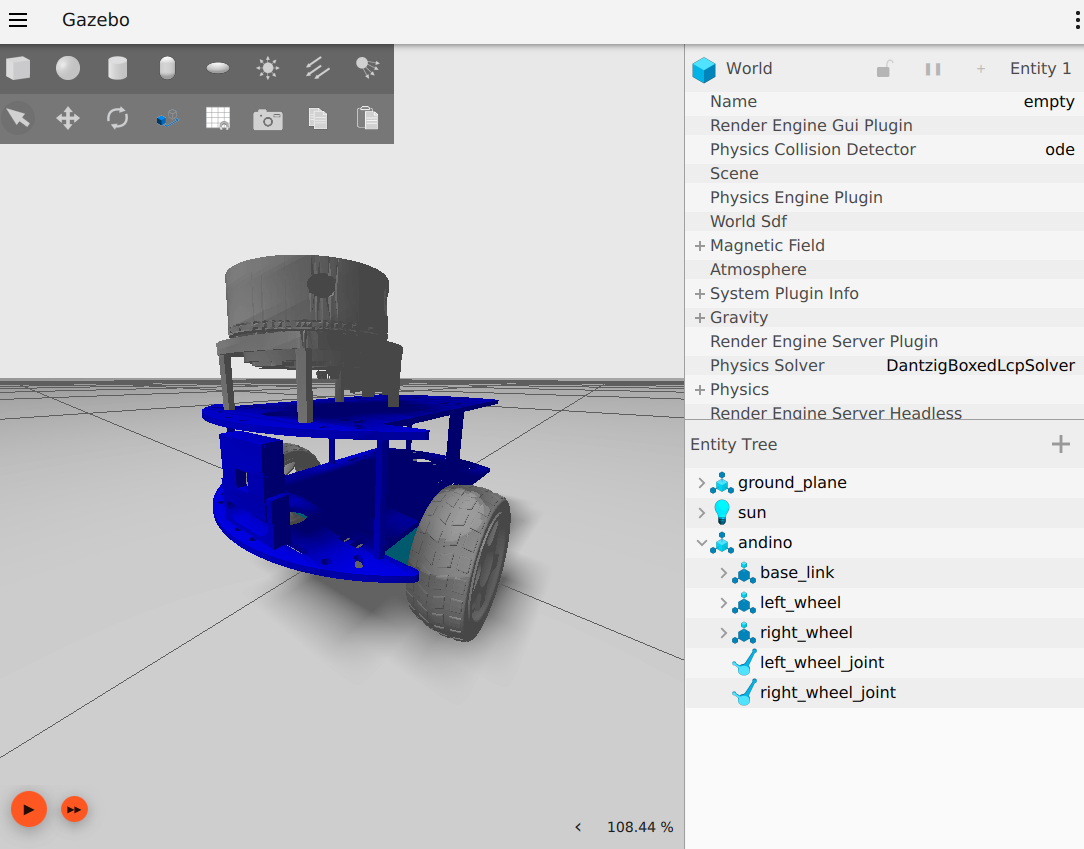 Gazebo
World
Entity 1
Name empty
Render Engine Gui Plugin
Physics Collision Detector ode
Scene
Physics Engine Plugin
World Sdf
Magnetic Field
Atmosphere
System Plugin Info
Gravity
Render Engine Server Plugin
Physics Solver DantzigBoxedLcpSolver
Physics
Render Engine Server Headless
Entity Tree
ground_plane
sun
andino
base_link
left_wheel
right_wheel
left_wheel_joint
right_wheel_joint
108.44 %